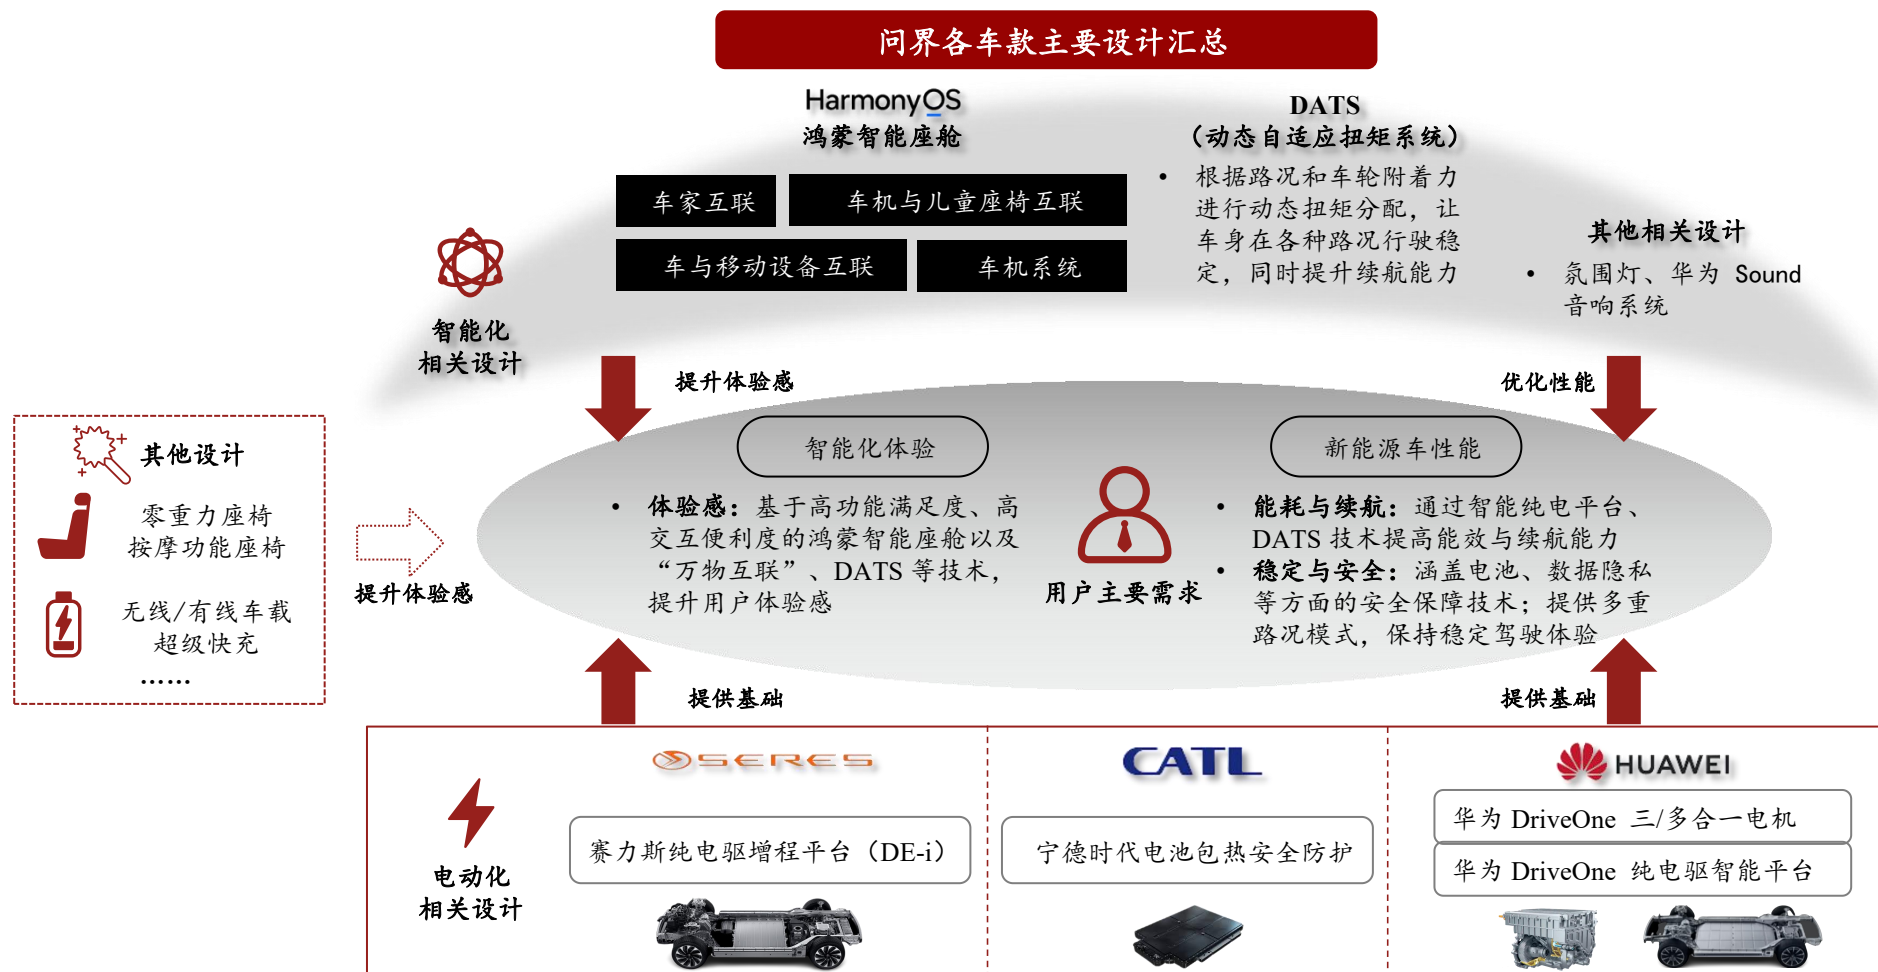 问界各车款主要设计汇总
HarmonyOS
鸿蒙智能座舱
车家互联
车机与儿童座椅互联
车与移动设备互联
车机系统
DATS
（动态自适应扭矩系统）
• 根据路况和车轮附着力
进行动态扭矩分配，让
车身在各种路况行驶稳
定，同时提升续航能力
其他相关设计
• 氛围灯、华为 Sound
音响系统
智能化
相关设计
提升体验感
优化性能
其他设计
零重力座椅
按摩功能座椅
无线/有线车载
超级快充
……
提升体验感
智能化体验
• 体验感：基于高功能满足度、高
交互便利度的鸿蒙智能座舱以及
“万物互联”、DATS 等技术，
提升用户体验感
用户主要需求
新能源车性能
• 能耗与续航：通过智能纯电平台、
DATS 技术提高能效与续航能力
• 稳定与安全：涵盖电池、数据隐私
等方面的安全保障技术；提供多重
路况模式，保持稳定驾驶体验
提供基础
提供基础
电动化
相关设计
SERES
赛力斯纯电驱增程平台（DE-i）
CATL
宁德时代电池包热安全防护
HUAWEI
华为 DriveOne 三/多合一电机
华为 DriveOne 纯电驱智能平台